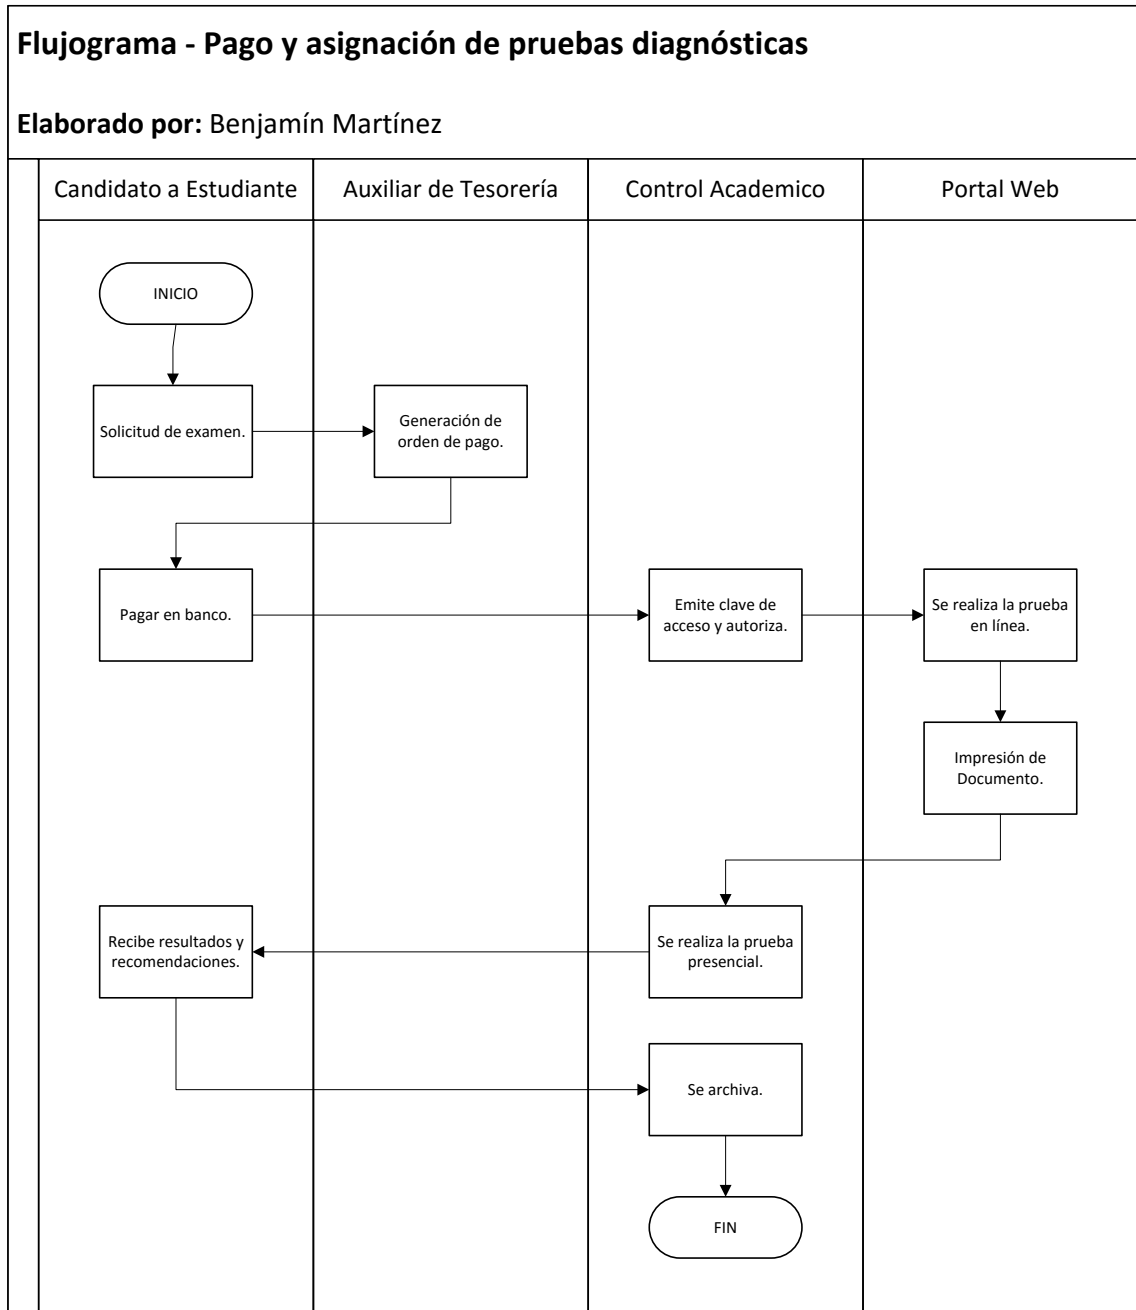 Flujograma - Pago y asignación de pruebas diagnósticas
Elaborado por: Benjamín Martínez
Candidato a Estudiante
Auxiliar de Tesorería
Control Academico
Portal Web
INICIO
Solicitud de examen.
Generación de
orden de pago.
Pagar en banco.
Emite clave de
acceso y autoriza.
Se realiza la prueba
en línea.
Impresión de
Documento.
Se realiza la prueba
presencial.
Recibe resultados y
recomendaciones.
Se archiva.
FIN